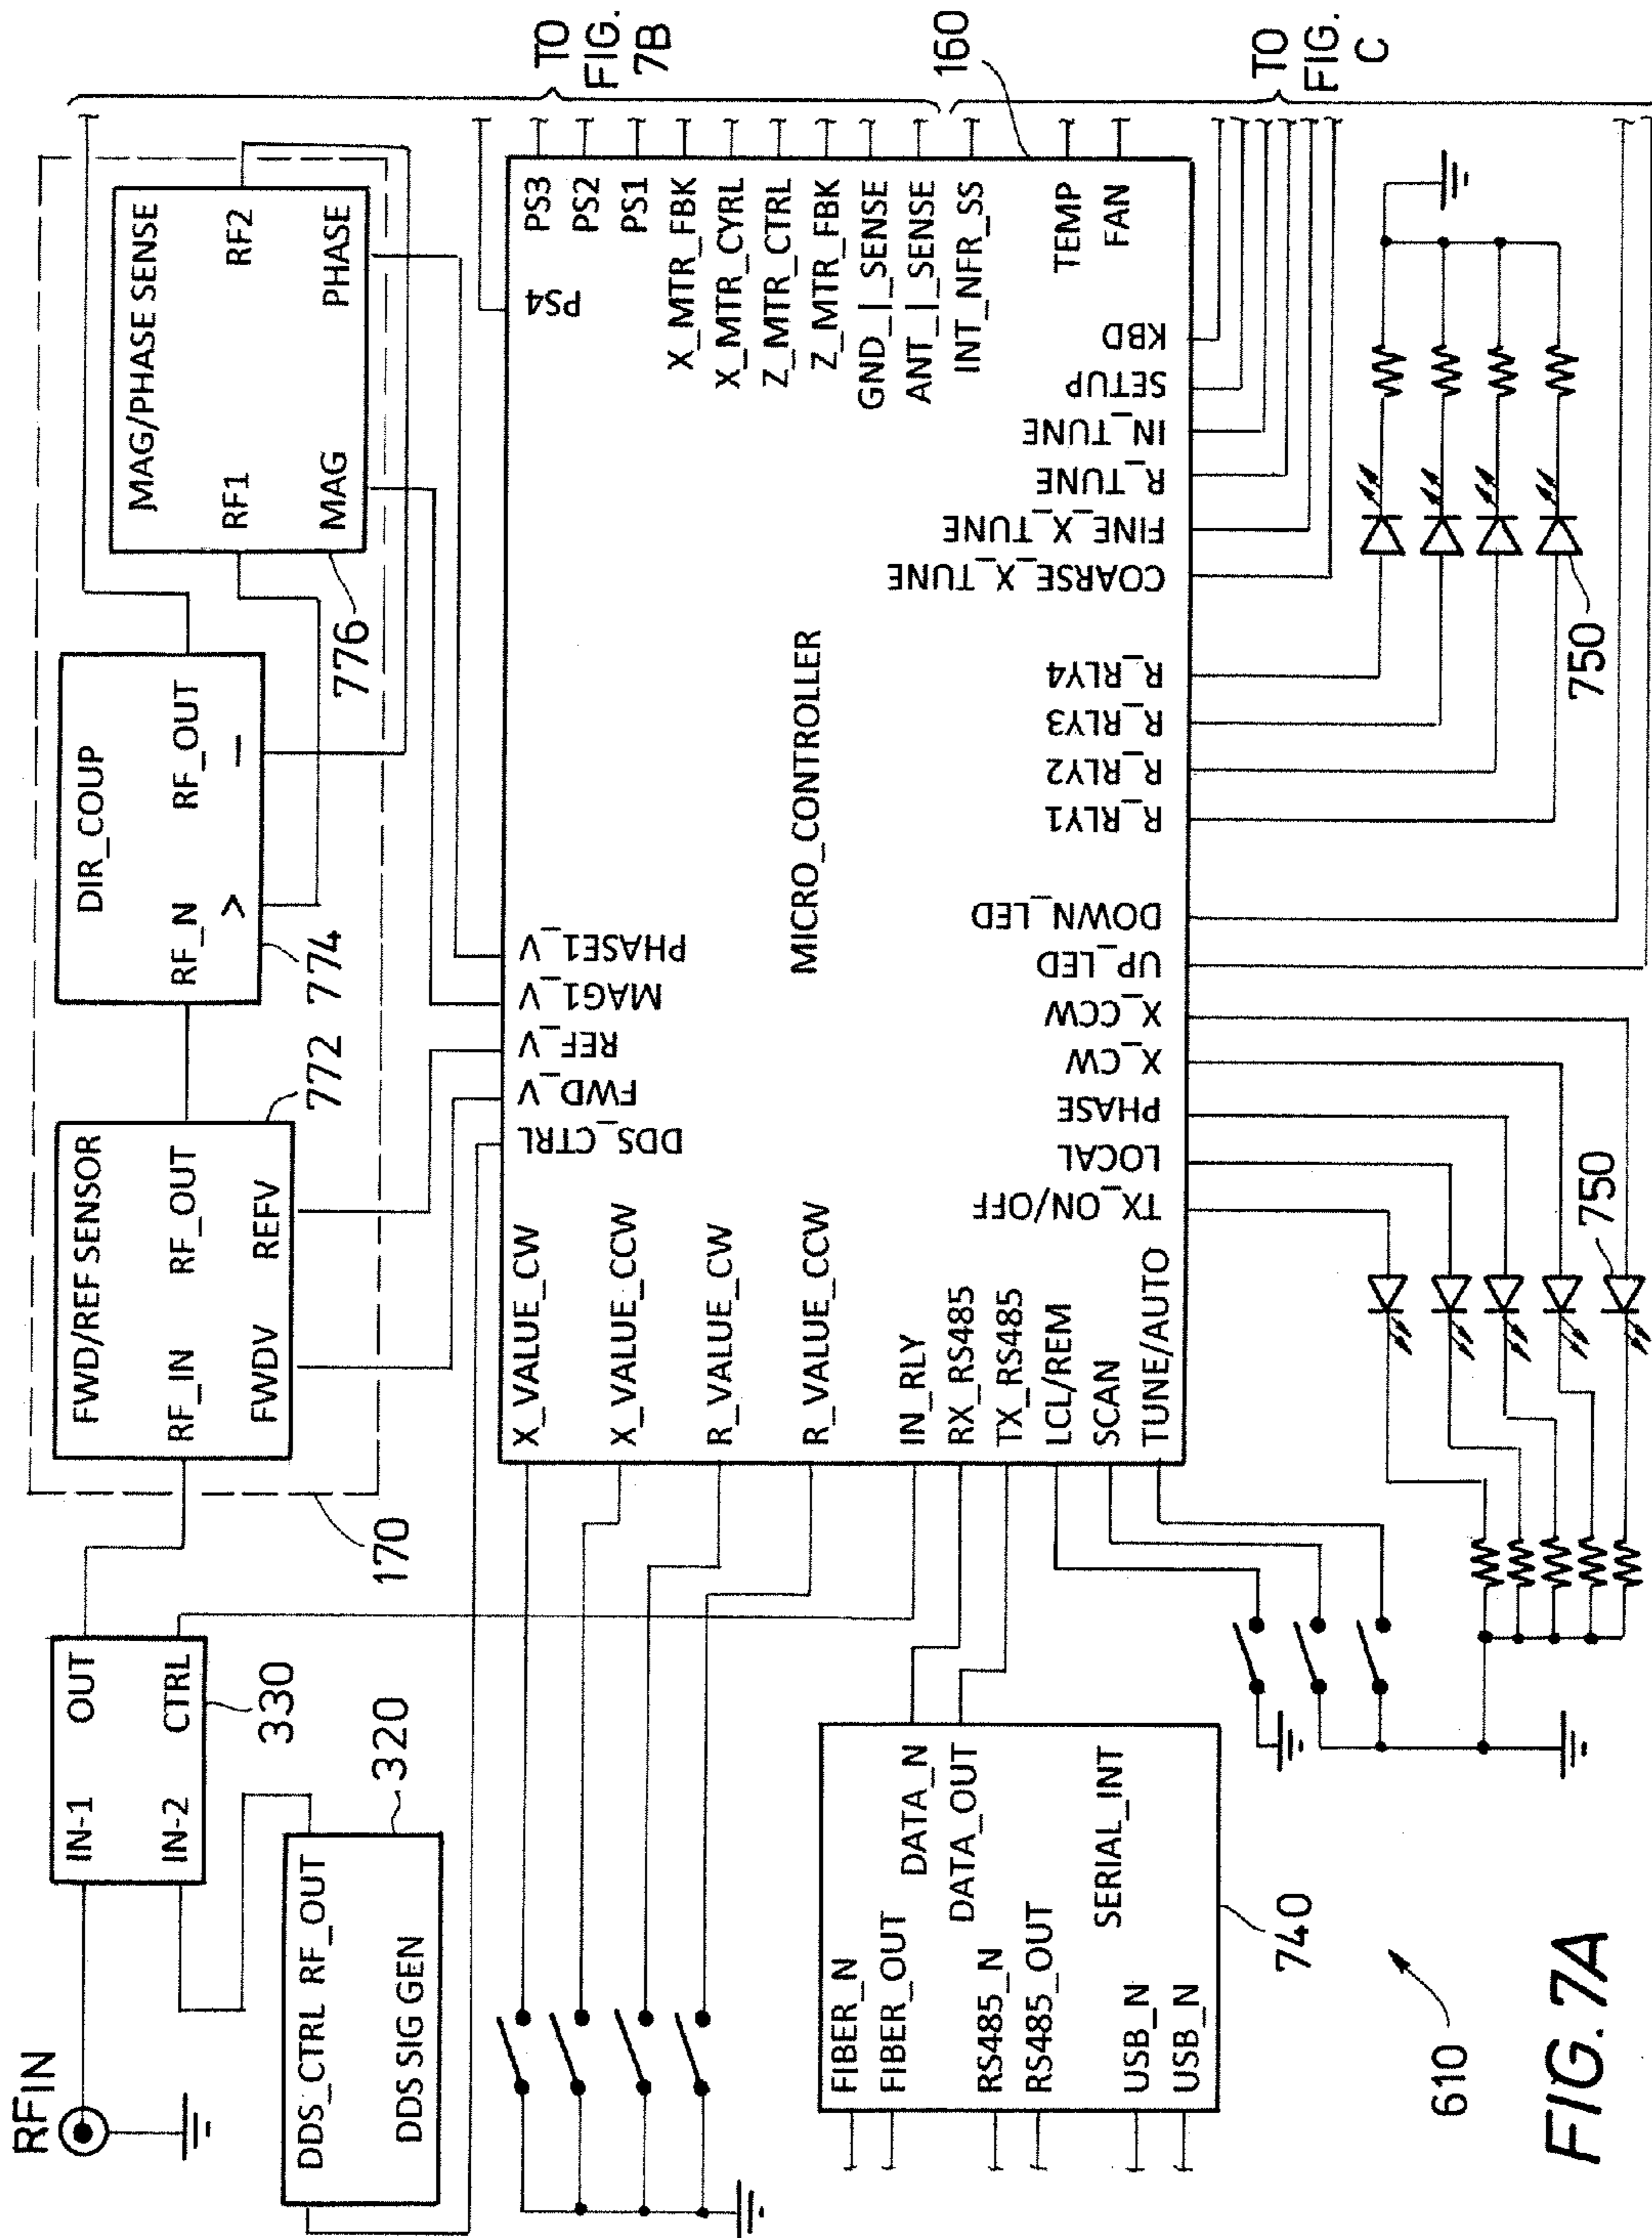 RFIN
IN-1
OUT
IN-2
CTRL
330
DDS_CTRL RF_OUT
DDS SIG GEN
320
170
FWD/REF SENSOR
RF_IN
RF_OUT
FWDV
REFV
772
DIR_COUP
RF_N
RF_OUT
>
774
MAG/PHASE SENSE
RF1
RF2
MAG
PHASE
776
TO
FIG.
7B
X_VALUE_CW
X_VALUE_CCW
R_VALUE_CW
R_VALUE_CCW
IN_RLY
RX_RS485
TX_RS485
LCL/REM
SCAN
TUNE/AUTO
DDS_CTRL
FWD_V
REF_V
MAG1_V
PHASE1_V
PS4
MICRO_CONTROLLER
PS3
PS2
PS1
X_MTR_FBK
X_MTR_CYRL
Z_MTR_CTRL
Z_MTR_FBK
GND_I_SENSE
ANT_I_SENSE
INT_NFR_SS
TEMP
FAN
160
TX_ON/OFF
LOCAL
PHASE
X_CW
X_CCW
UP_LED
DOWN_LED
R_RLY1
R_RLY2
R_RLY3
R_RLY4
COARSE_X_TUNE
FINE_X_TUNE
R_TUNE
IN_TUNE
SETUP
KBD
TO
FIG.
C
FIBER_N
FIBER_OUT
DATA_N
DATA_OUT
RS485_N
RS485_OUT
SERIAL_INT
USB_N
USB_N
740
750
750
610
FIG. 7A